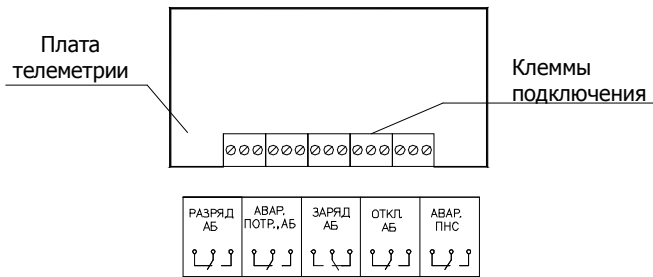 Плата
телеметрии
Клеммы
подключения
РАЗРЯД
АБ
АВАР.
ПОТР.,АБ
ЗАРЯД
АБ
ОТКЛ.
АБ
АВАР.
ПНС